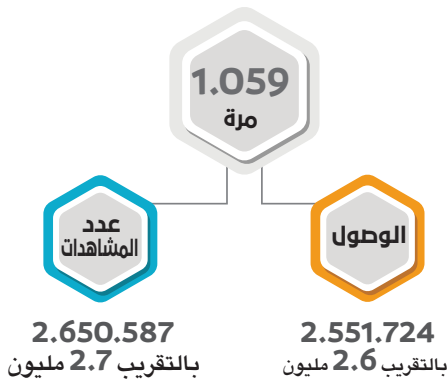 1.059
مرة
الوصول
عدد
المشاهدات
2.551.724
بالتقريب 2.6 مليون
2.650.587
بالتقريب 2.7 مليون